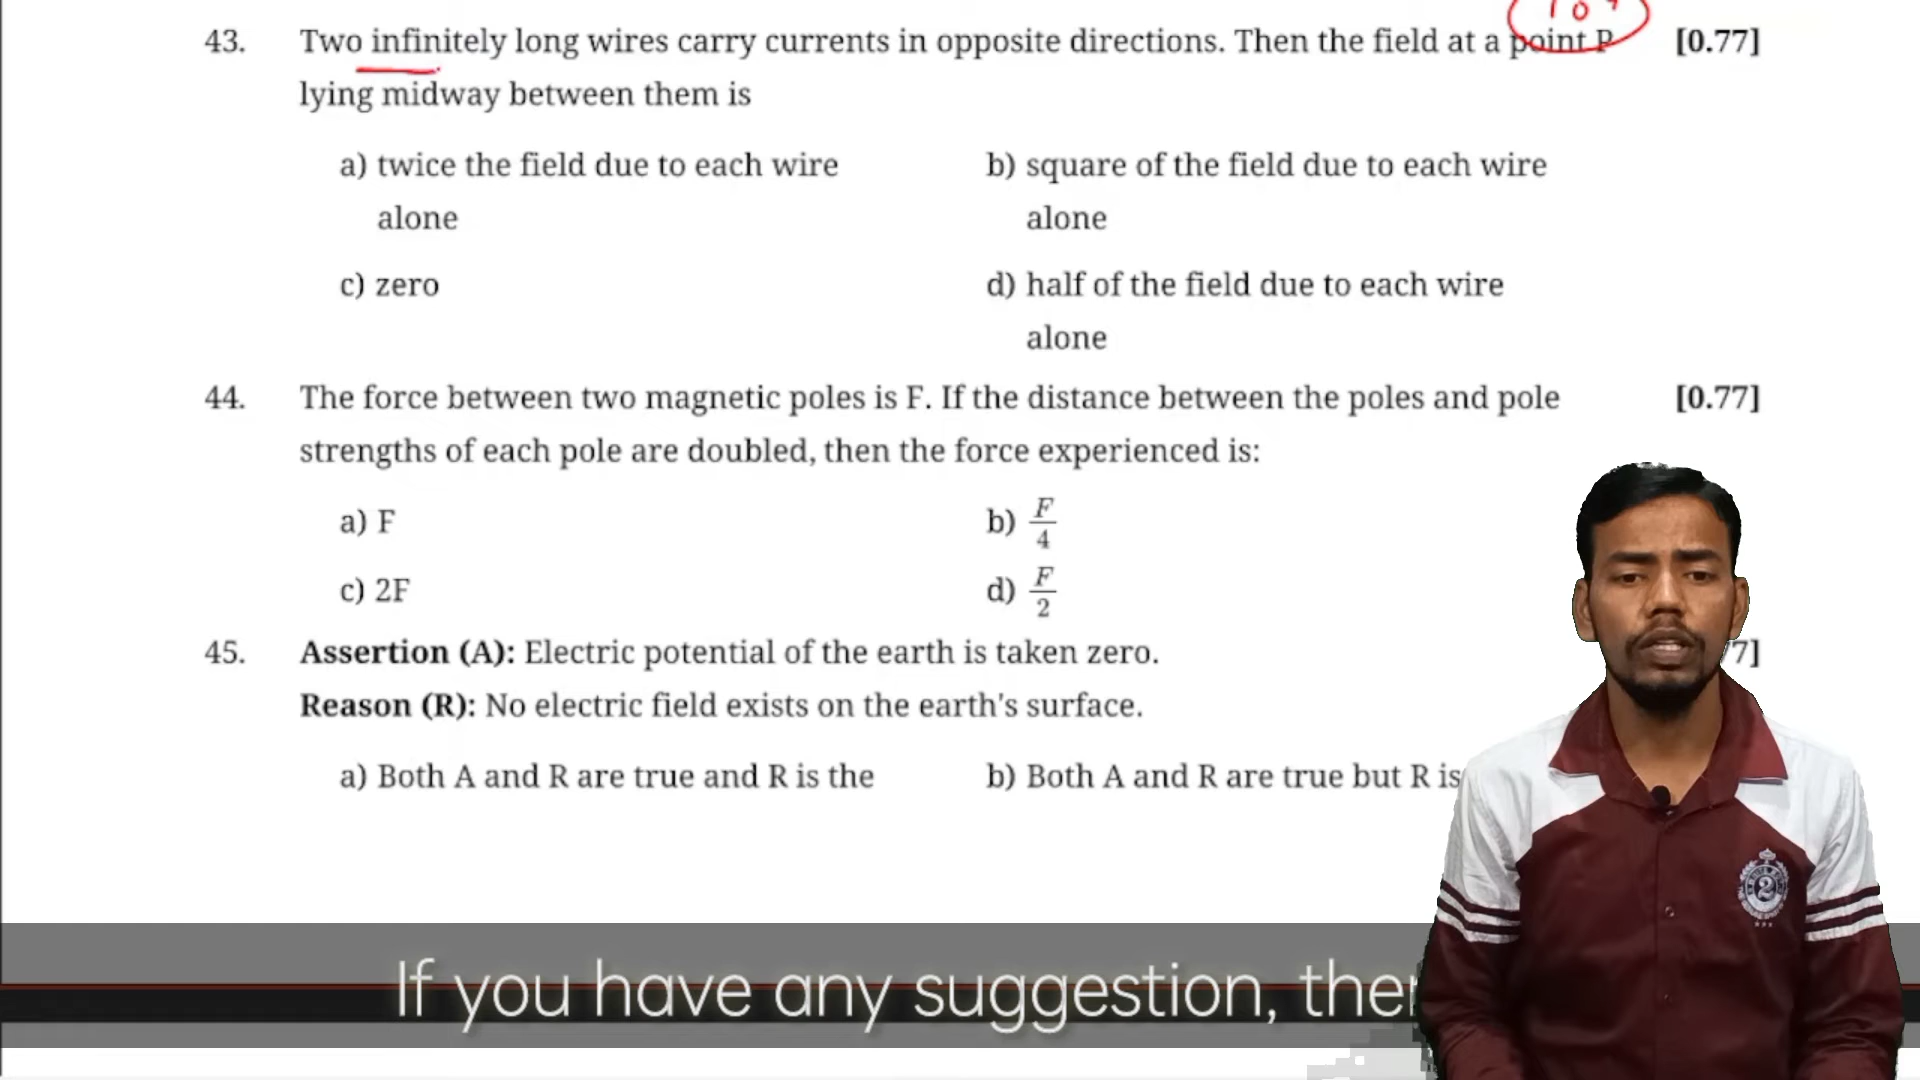 43. Two infinitely long wires carry currents in opposite directions. Then the field at a point P [0.77]
lying midway between them is
a) twice the field due to each wire
alone
b) square of the field due to each wire
alone
c) zero
d) half of the field due to each wire
alone
44. The force between two magnetic poles is F. If the distance between the poles and pole [0.77]
strengths of each pole are doubled, then the force experienced is:
a) F
b) F/4
c) 2F
d) F/2
45. Assertion (A): Electric potential of the earth is taken zero. 7]
Reason (R): No electric field exists on the earth's surface.
a) Both A and R are true and R is the
b) Both A and R are true but R is
If you have any suggestion,
2